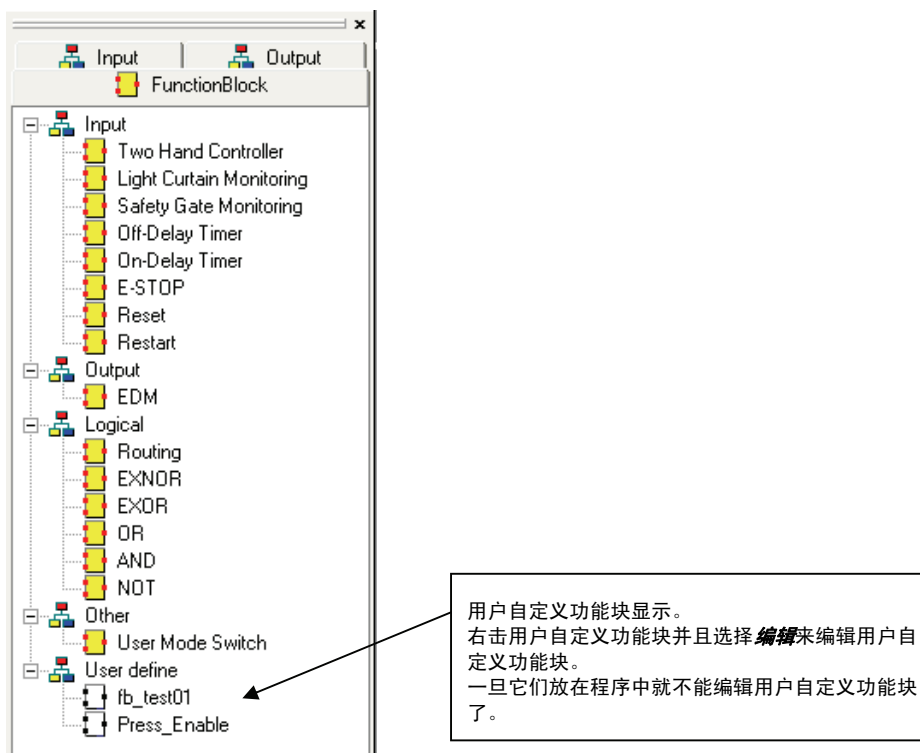 x
Input Output
FunctionBlock
Input
Two Hand Controller
Light Curtain Monitoring
Safety Gate Monitoring
Off-Delay Timer
On-Delay Timer
E-STOP
Reset
Restart
Output
EDM
Logical
Routing
EXNOR
EXOR
OR
AND
NOT
Other
User Mode Switch
User define
fb_test01
Press_Enable
用户自定义功能块显示。
右击用户自定义功能块并且选择编辑来编辑用户自
定义功能块。
一旦它们放在程序中就不能编辑用户自定义功能块
了。